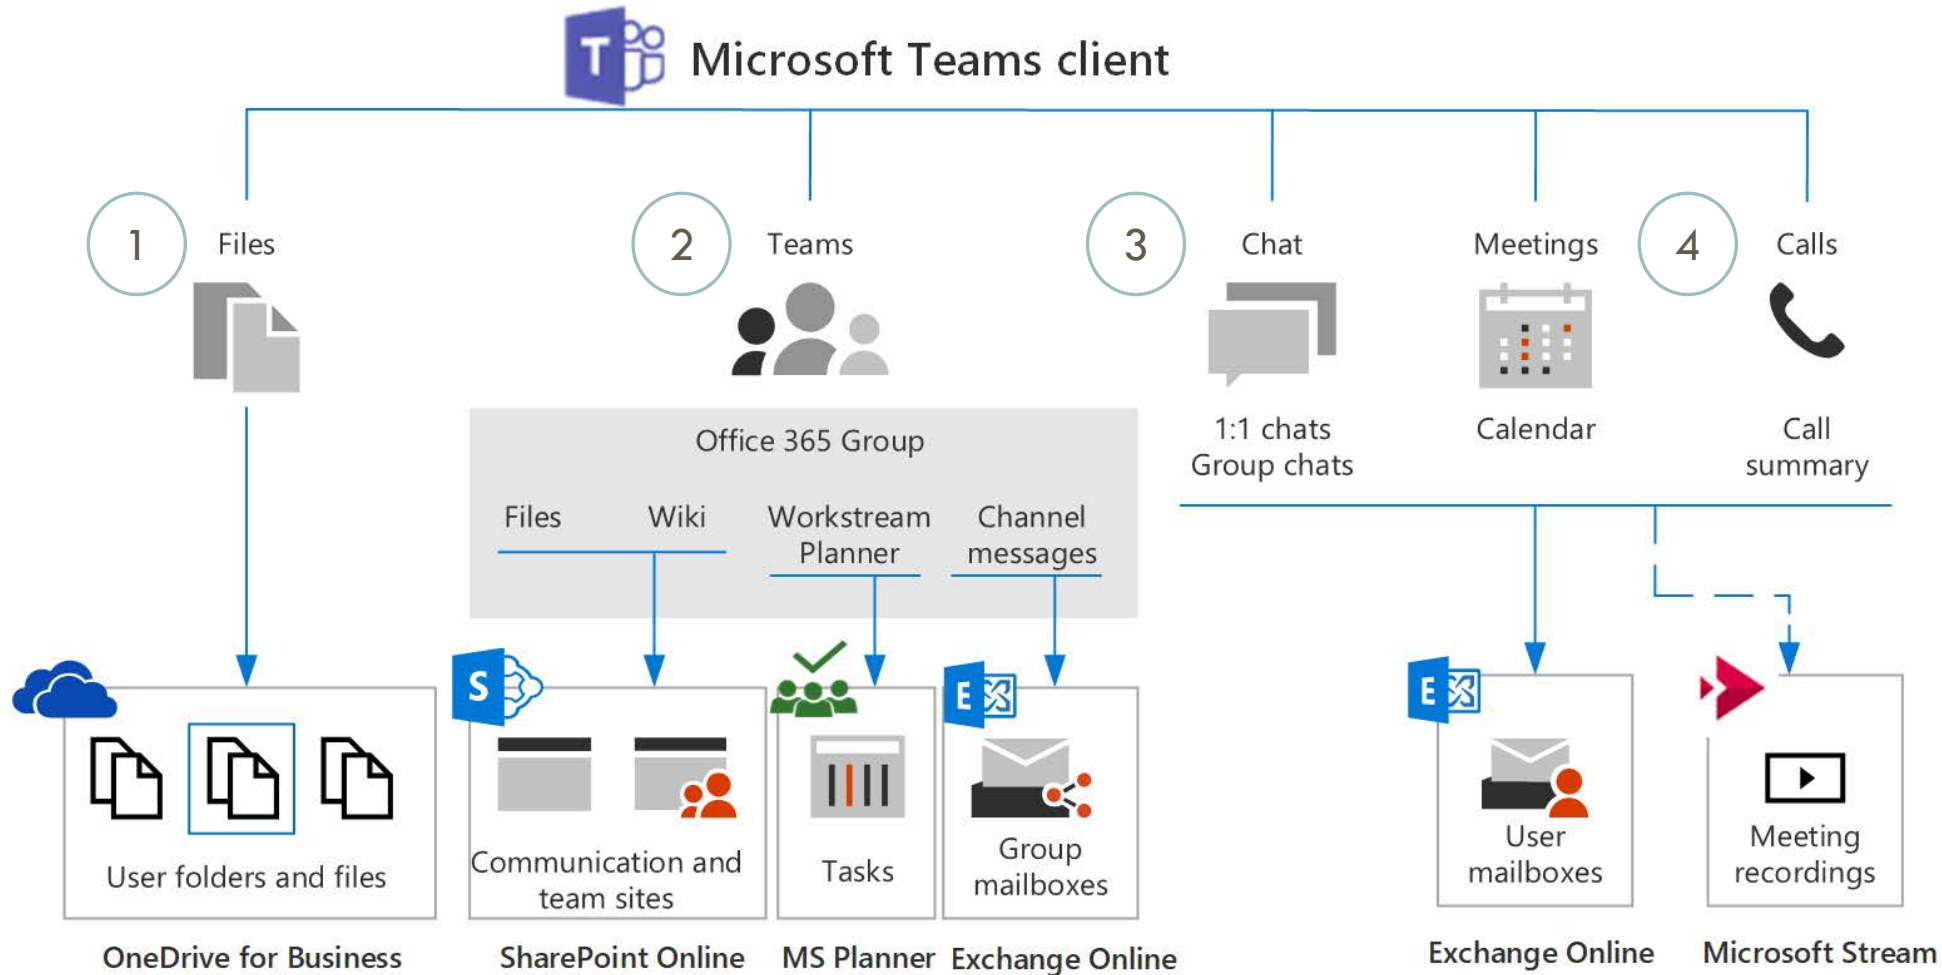 T
Microsoft Teams client
1
Files
2
Teams
3
Chat
Meetings
4
Calls
1:1 chats
Group chats
Calendar
Call
summary
Office 365 Group
Files
Wiki
Workstream
Planner
Channel
messages
S
E
E
User folders and files
Communication and
team sites
Tasks
Group
mailboxes
User
mailboxes
Meeting
recordings
OneDrive for Business
SharePoint Online
MS Planner
Exchange Online
Exchange Online
Microsoft Stream